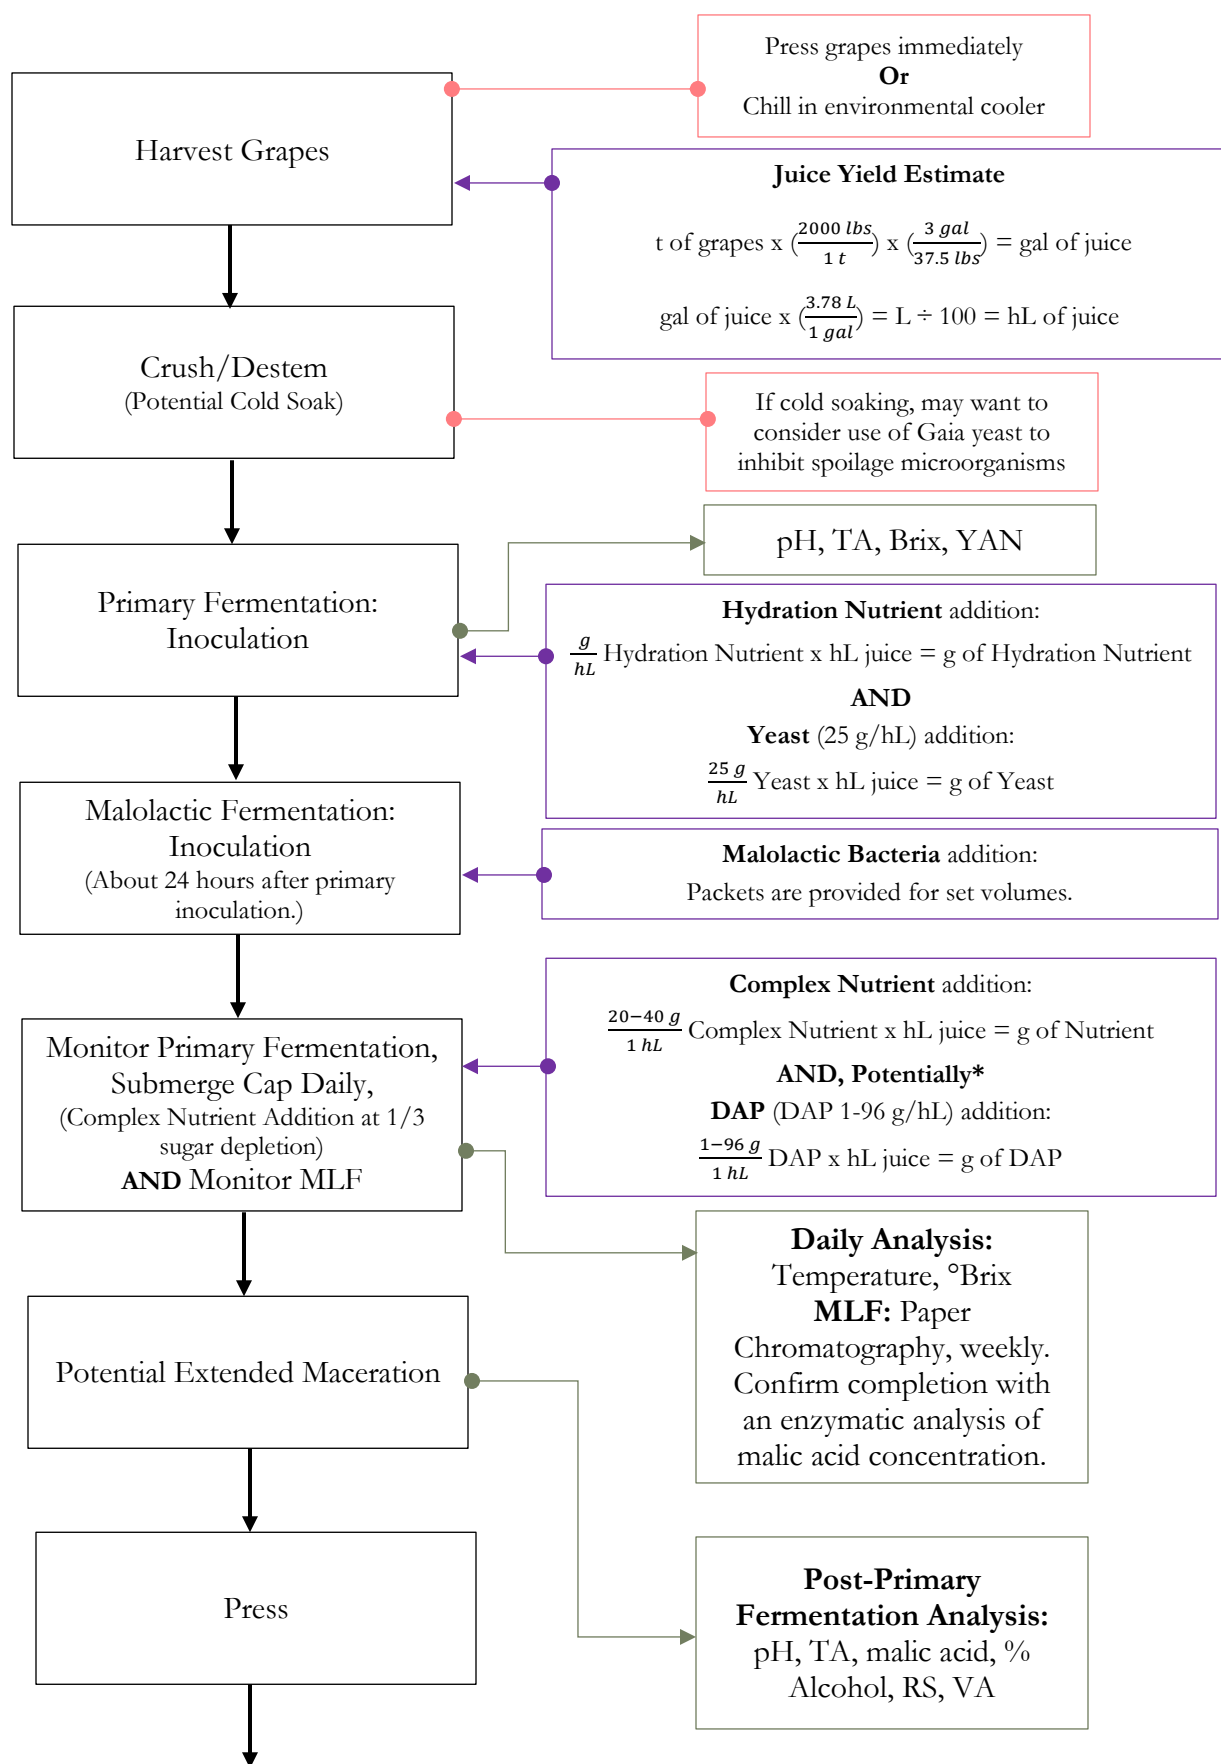 Press grapes immediately
Or
Chill in environmental cooler
Harvest Grapes
Juice Yield Estimate
t of grapes x (2000 lbs/1 t) x (3 gal/37.5 lbs) = gal of juice
gal of juice x (3.78 L/1 gal) = L ÷ 100 = hL of juice
Crush/Destem
(Potential Cold Soak)
If cold soaking, may want to
consider use of Gaia yeast to
inhibit spoilage microorganisms
pH, TA, Brix, YAN
Primary Fermentation:
Inoculation
Hydration Nutrient addition:
g/hL Hydration Nutrient x hL juice = g of Hydration Nutrient
AND
Yeast (25 g/hL) addition:
25 g/hL Yeast x hL juice = g of Yeast
Malolactic Fermentation:
Inoculation
(About 24 hours after primary
inoculation.)
Malolactic Bacteria addition:
Packets are provided for set volumes.
Complex Nutrient addition:
20−40 g/1 hL Complex Nutrient x hL juice = g of Nutrient
AND, Potentially*
DAP (DAP 1-96 g/hL) addition:
1−96 g/1 hL DAP x hL juice = g of DAP
Monitor Primary Fermentation,
Submerge Cap Daily,
(Complex Nutrient Addition at 1/3
sugar depletion)
AND Monitor MLF
Daily Analysis:
Temperature, °Brix
MLF: Paper
Chromatography, weekly.
Confirm completion with
an enzymatic analysis of
malic acid concentration.
Potential Extended Maceration
Post-Primary
Fermentation Analysis:
pH, TA, malic acid, %
Alcohol, RS, VA
Press